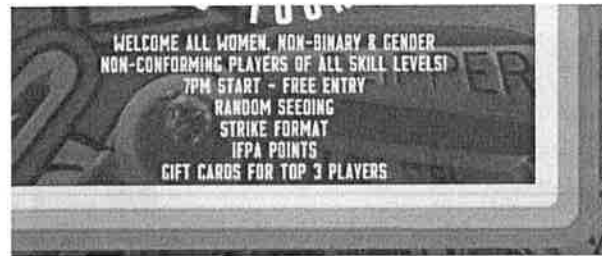 WELCOME ALL WOMEN, NON-BINARY & GENDER
NON-CONFORMING PLAYERS OF ALL SKILL LEVELS!
7PM START - FREE ENTRY
RANDOM SEEDING
STRIKE FORMAT
IFPA POINTS
GIFT CARDS FOR TOP 3 PLAYERS